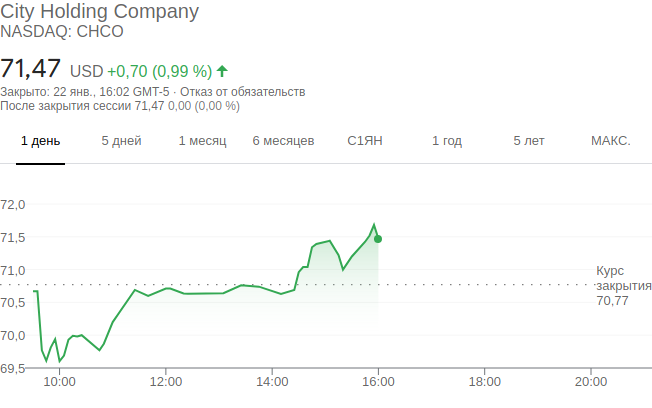 City Holding Company
NASDAQ: CHCO
71,47 USD +0,70 (0,99 %)
Закрыто: 22 янв., 16:02 GMT-5 · Отказ от обязательств
После закрытия сессии 71,47 0,00 (0,00 %)
1 день 5 дней 1 месяц 6 месяцев С1ЯН 1 год 5 лет МАКС.
72,0
71,5
71,0
70,5
70,0
69,5
Курс
закрытия
70,77
10:00 12:00 14:00 16:00 18:00 20:00